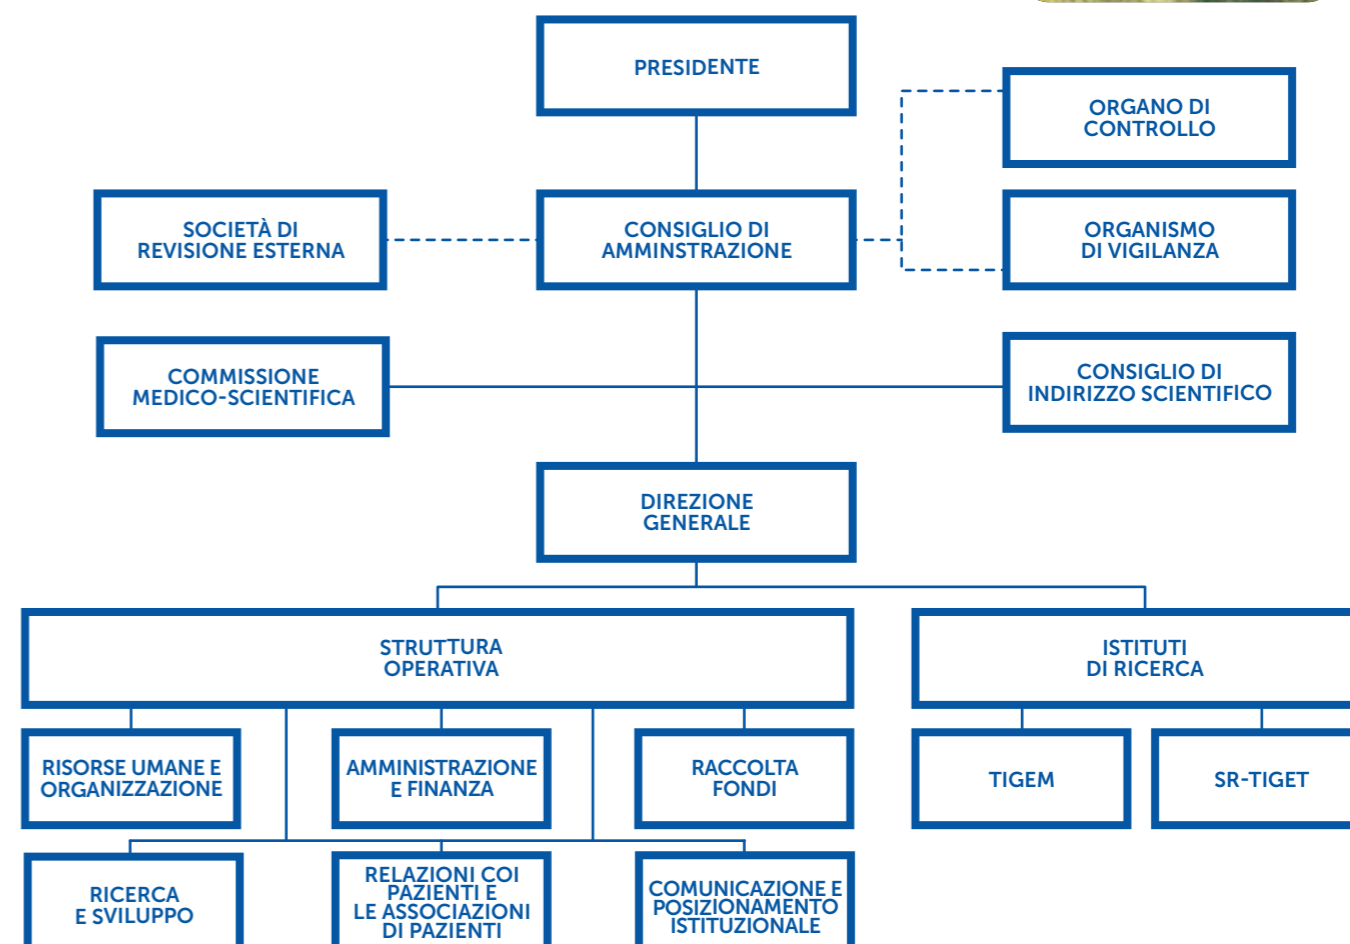 PRESIDENTE
ORGANO DI
CONTROLLO
SOCIETÀ DI
REVISIONE ESTERNA
CONSIGLIO DI
AMMINSTRAZIONE
ORGANISMO
DI VIGILANZA
COMMISSIONE
MEDICO-SCIENTIFICA
CONSIGLIO DI
INDIRIZZO SCIENTIFICO
DIREZIONE
GENERALE
STRUTTURA
OPERATIVA
ISTITUTI
DI RICERCA
RISORSE UMANE E
ORGANIZZAZIONE
AMMINISTRAZIONE
E FINANZA
RACCOLTA
FONDI
TIGEM
SR-TIGET
RICERCA
E SVILUPPO
RELAZIONI COI
PAZIENTI E
LE ASSOCIAZIONI
DI PAZIENTI
COMUNICAZIONE E
POSIZIONAMENTO
ISTITUZIONALE